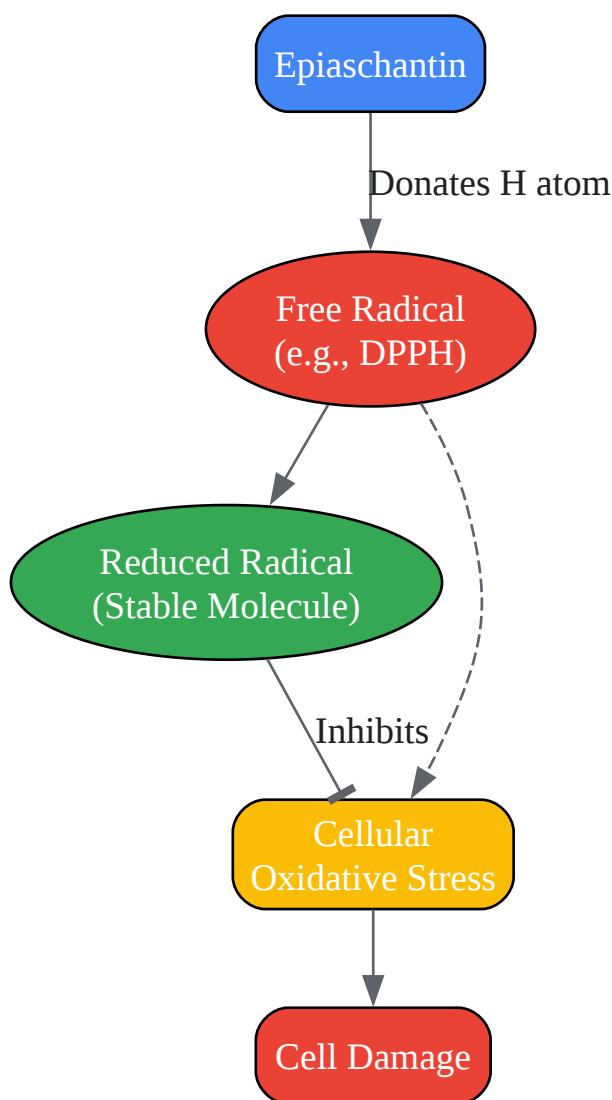 Epiaschantin
Donates H atom
Free Radical
(e.g., DPPH)
Reduced Radical
(Stable Molecule)
Inhibits
Cellular
Oxidative Stress
Cell Damage